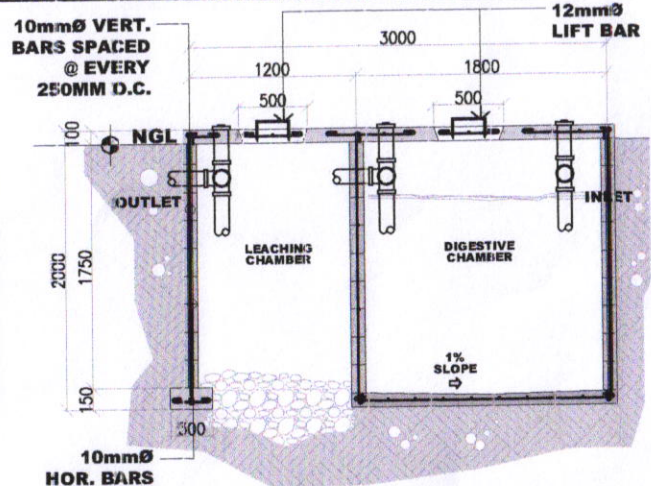 10mmØ VERT.
BARS SPACED
@ EVERY
250MM D.C.
12mmØ
LIFT BAR
3000
1200
1800
500
500
100
NGL
OUTLET
INLET
LEACHING
CHAMBER
DIGESTIVE
CHAMBER
2000
1750
1%
SLOPE
150
300
10mmØ
HOR. BARS